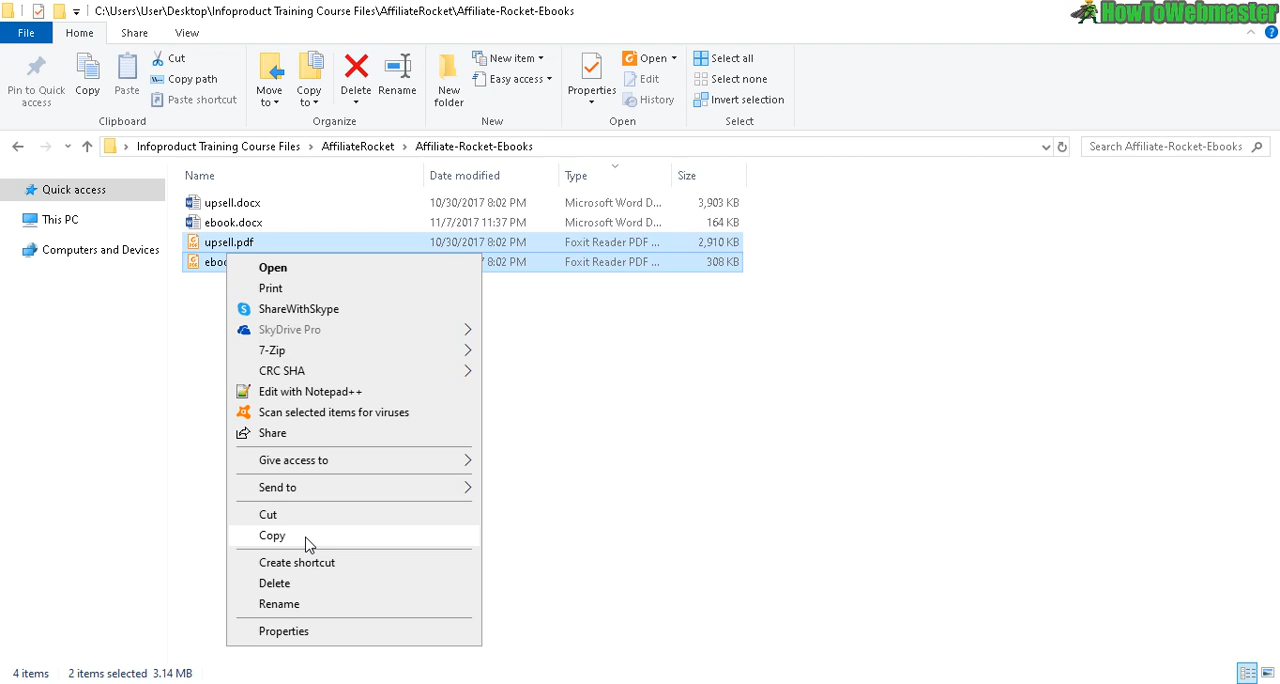 C:\Users\User\Desktop\Infoproduct Training Course Files\AffiliateRocket\Affiliate-Rocket-Ebooks
HowToWebmaster
File Home Share View
Pin to Quick access
Copy
Paste
Cut
Copy path
Paste shortcut
Clipboard
Move to
Copy to
Delete
Rename
Organize
New folder
New item
Easy access
New
Properties
Open
Edit
History
Open
Select all
Select none
Invert selection
Select
Infoproduct Training Course Files > AffiliateRocket > Affiliate-Rocket-Ebooks
Search Affiliate-Rocket-Ebooks
Quick access
This PC
Computers and Devices
Name Date modified Type Size
upsell.docx 10/30/2017 8:02 PM Microsoft Word D... 3,903 KB
ebook.docx 11/7/2017 11:37 PM Microsoft Word D... 164 KB
upsell.pdf 10/30/2017 8:02 PM Foxit Reader PDF ... 2,910 KB
eboo 7 8:02 PM Foxit Reader PDF ... 308 KB
Open
Print
ShareWithSkype
SkyDrive Pro
7-Zip
CRC SHA
Edit with Notepad++
Scan selected items for viruses
Share
Give access to
Send to
Cut
Copy
Create shortcut
Delete
Rename
Properties
4 items 2 items selected 3.14 MB